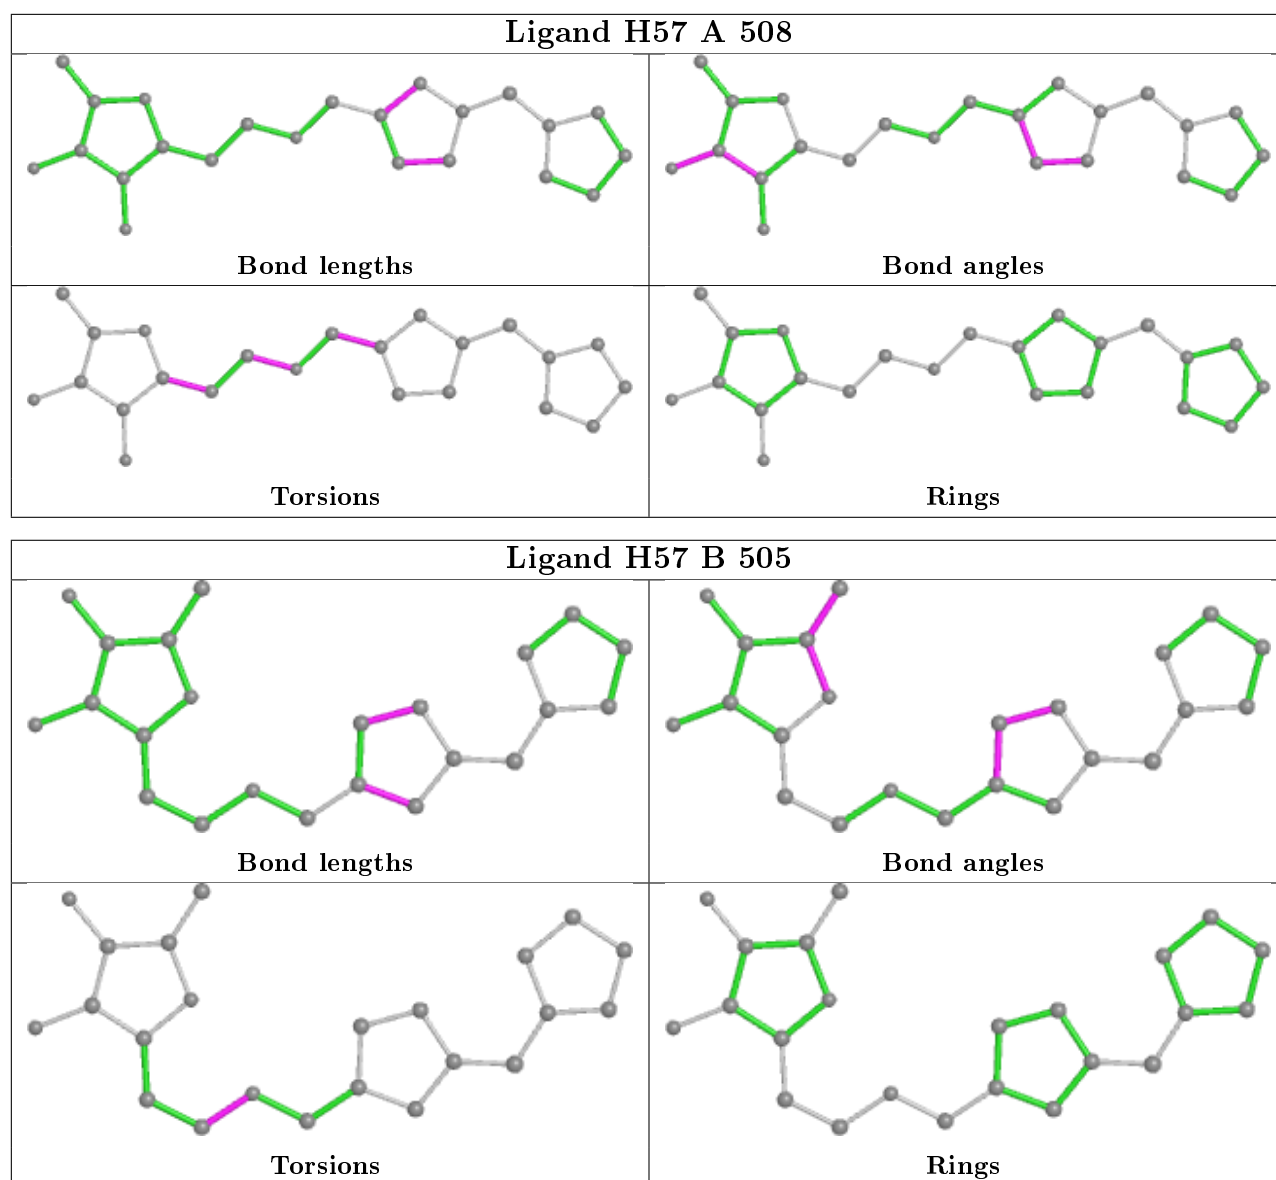 Ligand H57 A 508
Bond lengths
Bond angles
Torsions
Rings
Ligand H57 B 505
Bond lengths
Bond angles
Torsions
Rings